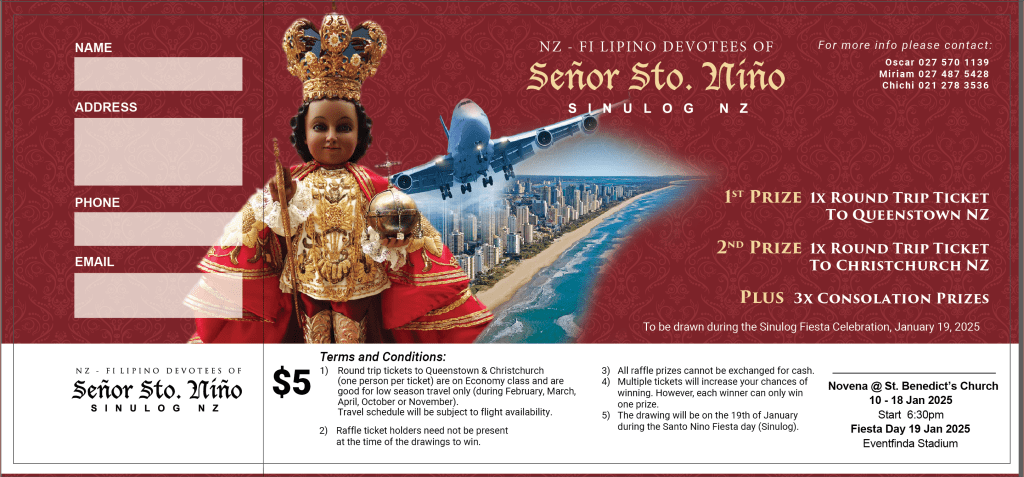 NAME
ADDRESS
PHONE
EMAIL
NZ - FI LIPINO DEVOTEES OF
Señor Sto. Niño
SINULOG NZ
For more info please contact:
Oscar 027 570 1139
Miriam 027 487 5428
Chichi 021 278 3536
1ST PRIZE 1X ROUND TRIP TICKET
TO QUEENSTOWN NZ
2ND PRIZE 1X ROUND TRIP TICKET
TO CHRISTCHURCH NZ
PLUS 3X CONSOLATION PRIZES
To be drawn during the Sinulog Fiesta Celebration, January 19, 2025
NZ - FI LIPINO DEVOTEES OF
Señor Sto. Niño
SINULOG NZ
$5
Terms and Conditions:
1) Round trip tickets to Queenstown & Christchurch
(one person per ticket) are on Economy class and are
good for low season travel only (during February, March,
April, October or November).
Travel schedule will be subject to flight availability.
2) Raffle ticket holders need not be present
at the time of the drawings to win.
3) All raffle prizes cannot be exchanged for cash.
4) Multiple tickets will increase your chances of
winning. However, each winner can only win
one prize.
5) The drawing will be on the 19th of January
during the Santo Nino Fiesta day (Sinulog).
Novena @ St. Benedict's Church
10 - 18 Jan 2025
Start 6:30pm
Fiesta Day 19 Jan 2025
Eventfinda Stadium